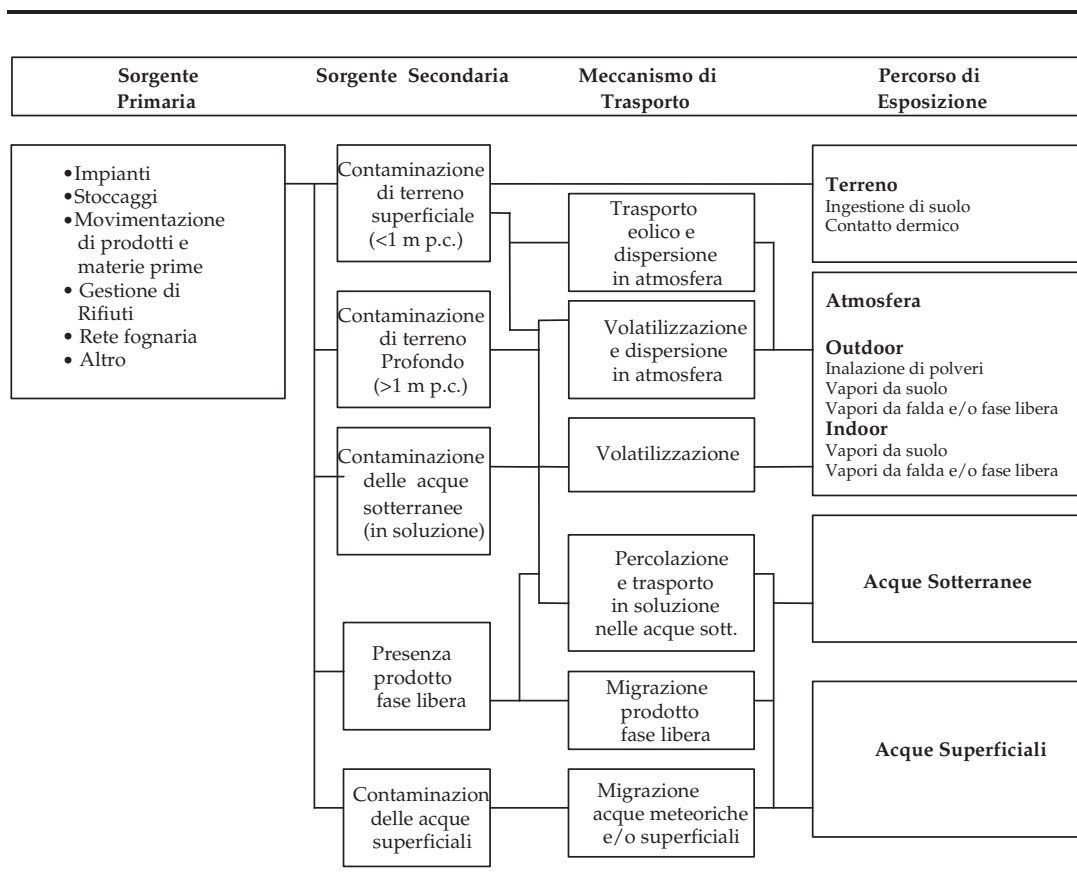 Sorgente
Primaria
Sorgente Secondaria
Meccanismo di
Trasporto
Percorso di
Esposizione
•Impianti
•Stoccaggi
•Movimentazione
di prodotti e
materie prime
• Gestione di
Rifiuti
• Rete fognaria
• Altro
Contaminazione
di terreno
superficiale
(<1 m p.c.)
Contaminazione
di terreno
Profondo
(>1 m p.c.)
Contaminazione
delle acque
sotterranee
(in soluzione)
Presenza
prodotto
fase libera
Contaminazion
delle acque
superficiali
Trasporto
eolico e
dispersione
in atmosfera
Volatilizzazione
e dispersione
in atmosfera
Volatilizzazione
Percolazione
e trasporto
in soluzione
nelle acque sott.
Migrazione
prodotto
fase libera
Migrazione
acque meteoriche
e/o superficiali
Terreno
Ingestione di suolo
Contatto dermico
Atmosfera
Outdoor
Inalazione di polveri
Vapori da suolo
Vapori da falda e/o fase libera
Indoor
Vapori da suolo
Vapori da falda e/o fase libera
Acque Sotterranee
Acque Superficiali